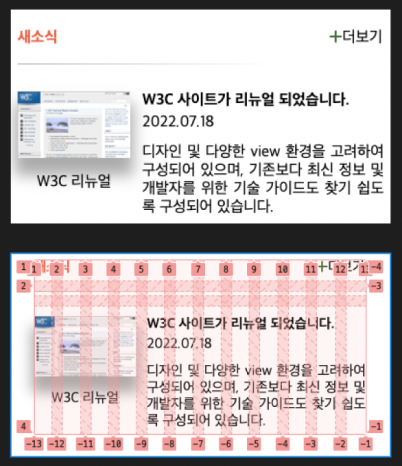 새소식
+더보기
W3C 사이트가 리뉴얼 되었습니다.
2022.07.18
디자인 및 다양한 view 환경을 고려하여
구성되어 있으며, 기존보다 최신 정보 및
개발자를 위한 기술 가이드도 찾기 쉽도
록 구성되어 있습니다.
W3C
W3C 리뉴얼
1 1 2 3 4 5 6 7 8 9 10 11 12 -4
2 -3
W3C 사이트가 리뉴얼 되었습니다.
2022.07.18
디자인 및 다양한 view 환경을 고려하여
구성되어 있으며, 기존보다 최신 정보 및
개발자를 위한 기술 가이드도 찾기 쉽도
록 구성되어 있습니다.
W3C
W3C 리뉴얼
4 -1
-13 -12 -11 -10 -9 -8 -7 -6 -5 -4 -3 -2 -1